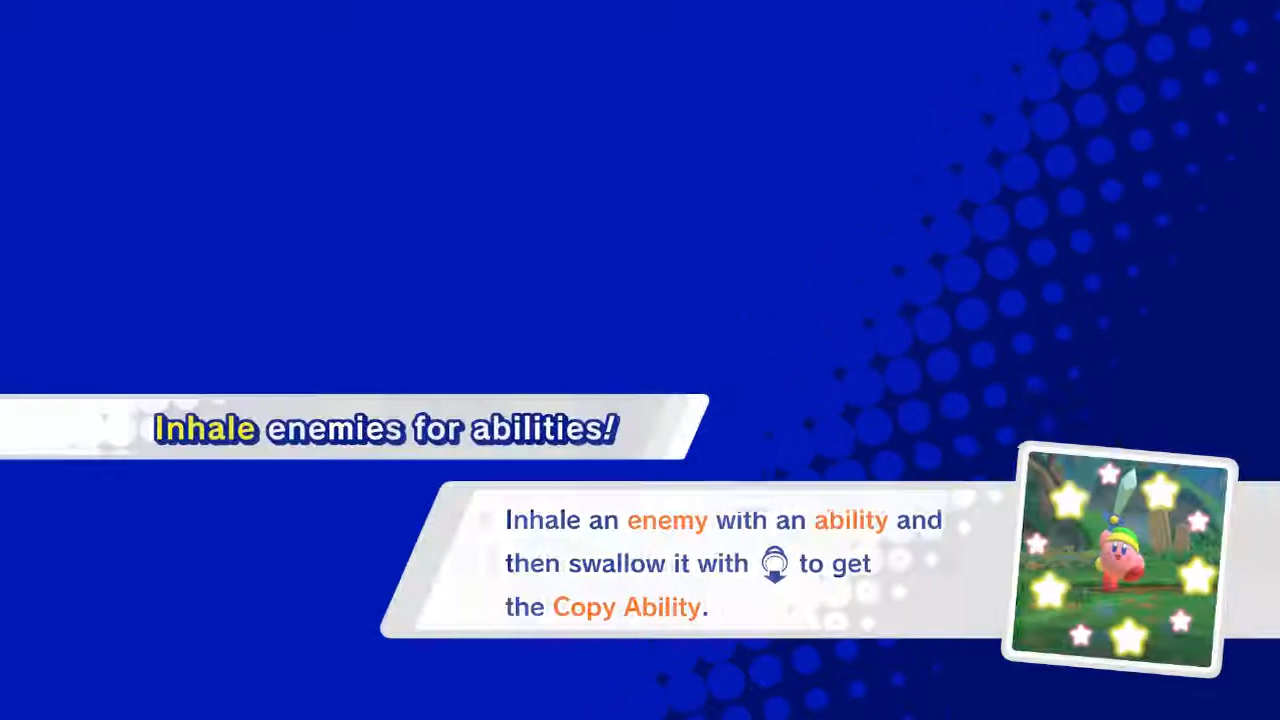 Inhale enemies for abilities!
Inhale an enemy with an ability and
then swallow it with to get
the Copy Ability.